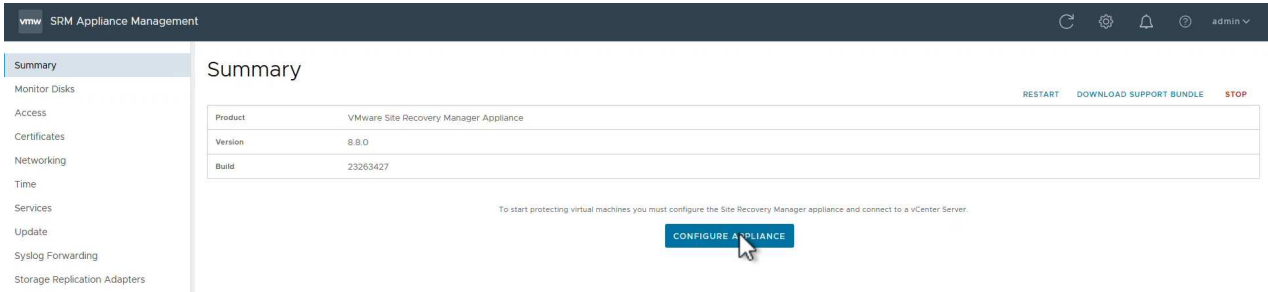 vmw SRM Appliance Management admin
Summary
Monitor Disks
Access
Certificates
Networking
Time
Services
Update
Syslog Forwarding
Storage Replication Adapters
Summary
RESTART DOWNLOAD SUPPORT BUNDLE STOP
Product VMware Site Recovery Manager Appliance
Version 8.8.0
Build 23263427
To start protecting virtual machines you must configure the Site Recovery Manager appliance and connect to a vCenter Server.
CONFIGURE APPLIANCE